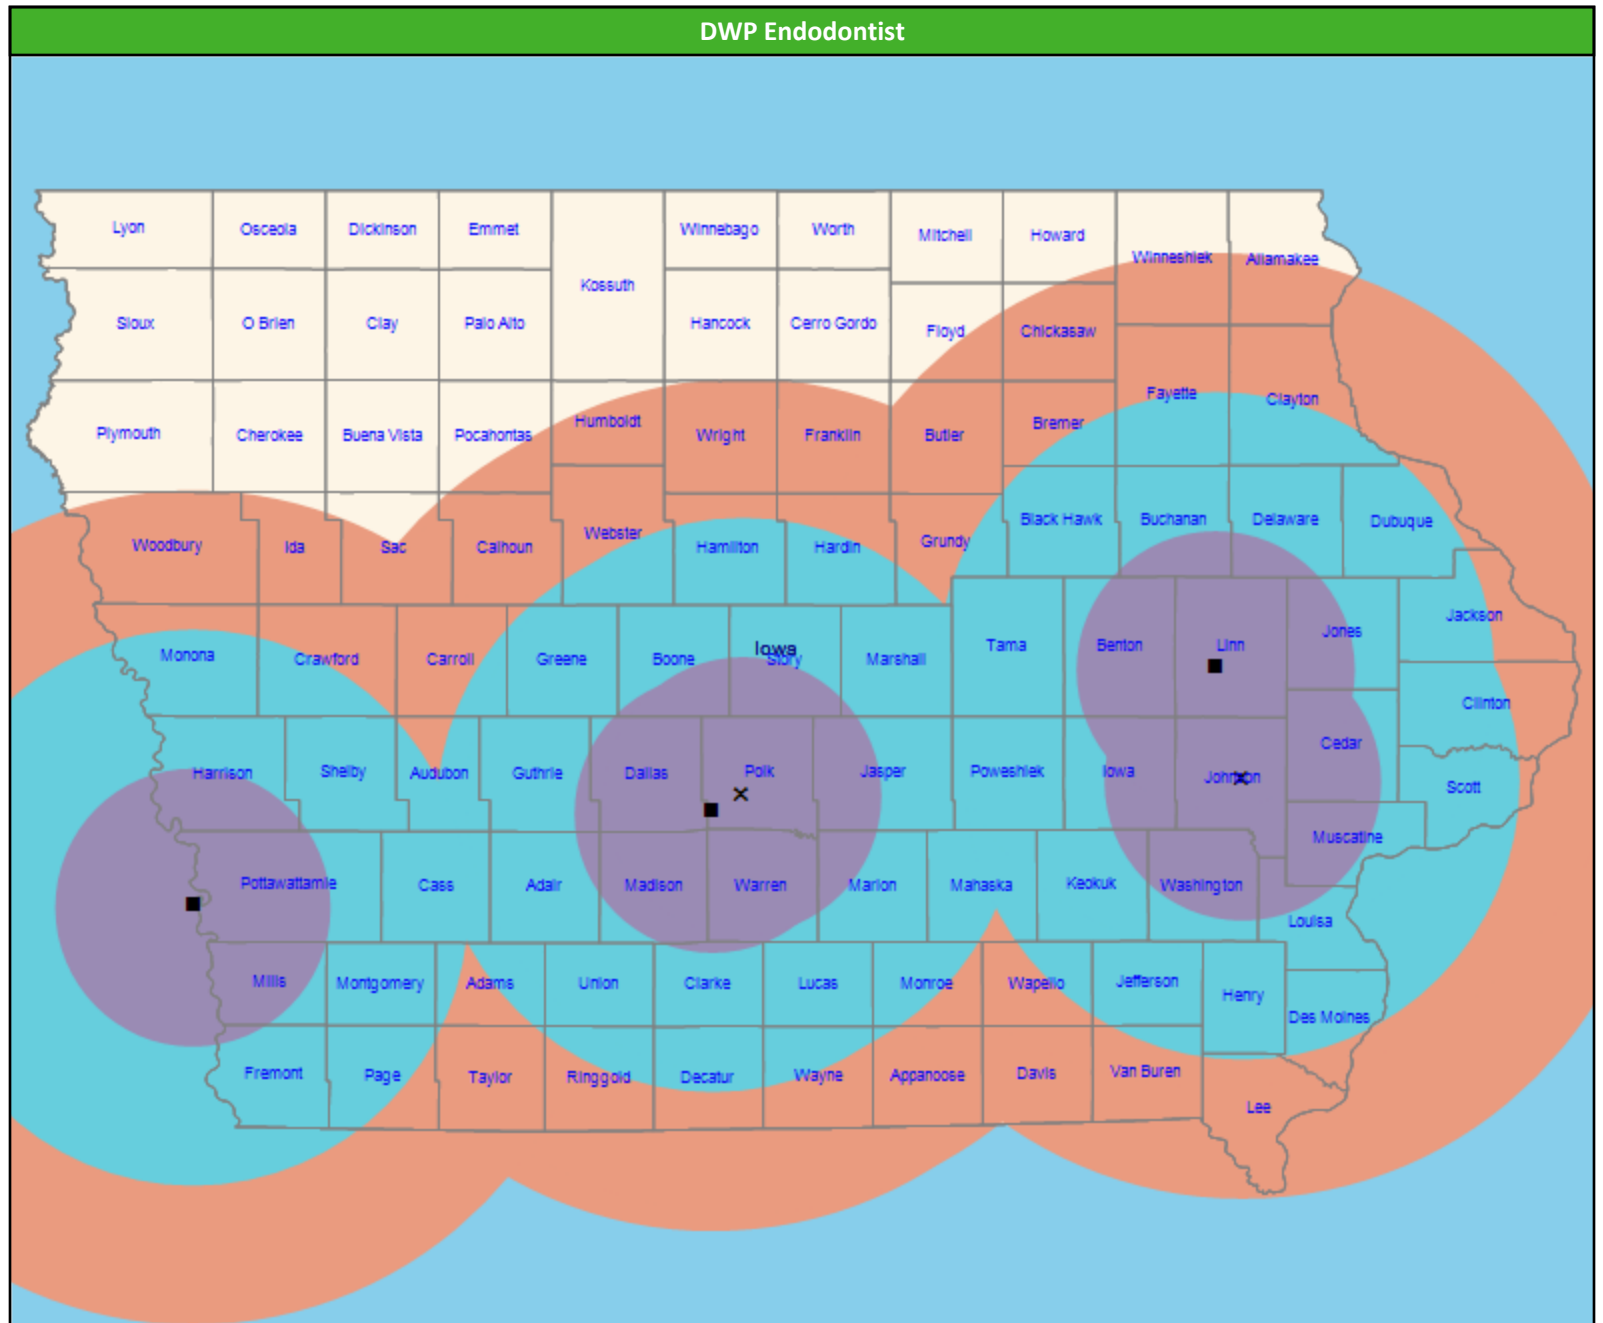 DWP Endodontist
Lyon Osceola Dickinson Emmet Winnebago Worth Mitchell Howard
Winneshiek Allamakee
Kossuth
Sioux O Brien Clay Palo Alto Hancock Cerro Gordo Floyd Chickasaw
Fayette Clayton
Plymouth Cherokee Buena Vista Pocahontas Humboldt Wright Franklin Butler Bremer
Woodbury Ida Sac Calhoun Webster Hamilton Hardin Grundy Black Hawk Buchanan Delaware Dubuque
Iowa
Monona Crawford Carroll Greene Boone Story Marshall Tama Benton Linn Jones Jackson
Clinton
Harrison Shelby Audubon Guthrie Dallas Polk Jasper Poweshiek Iowa Johnson Cedar Scott
Muscatine
Pottawattamie Cass Adair Madison Warren Marion Mahaska Keokuk Washington Louisa
Mills Montgomery Adams Union Clarke Lucas Monroe Wapello Jefferson Henry Des Moines
Fremont Page Taylor Ringgold Decatur Wayne Appanoose Davis Van Buren Lee